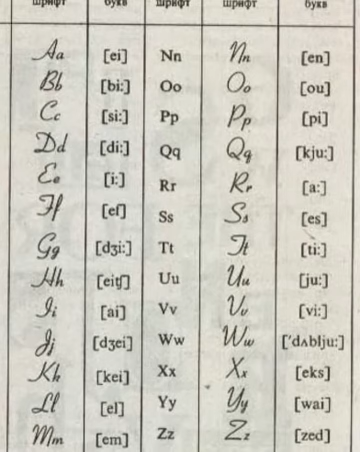 шрифт букв шрифт шрифт букв
Aa [ei] Nn Nn [en]
Bb [bi:] Oo Oo [ou]
Cc [si:] Pp Pp [pi]
Dd [di:] Qq Qq [kju:]
Ee [i:] Rr Rr [a:]
Ff [ef] Ss Ss [es]
Gg [dʒi:] Tt Tt [ti:]
Hh [eitʃ] Uu Uu [ju:]
Ii [ai] Vv Vv [vi:]
Jj [dʒei] Ww Ww ['dʌblju:]
Kk [kei] Xx Xx [eks]
Ll [el] Yy Yy [wai]
Mm [em] Zz Zz [zed]